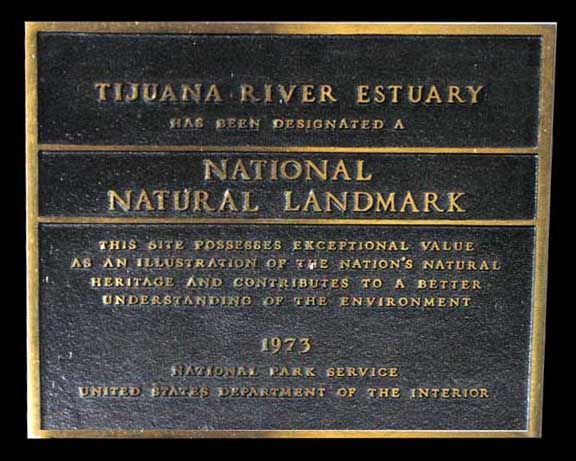 TIJUANA RIVER ESTUARY
HAS BEEN DESIGNATED A
NATIONAL
NATURAL LANDMARK
THIS SITE POSSESSES EXCEPTIONAL VALUE
AS AN ILLUSTRATION OF THE NATION'S NATURAL
HERITAGE AND CONTRIBUTES TO A BETTER
UNDERSTANDING OF THE ENVIRONMENT
1973
NATIONAL PARK SERVICE
UNITED STATES DEPARTMENT OF THE INTERIOR